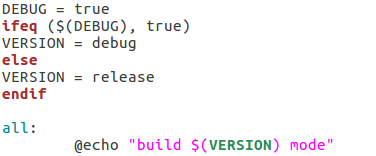 DEBUG = true
ifeq ($(DEBUG), true)
VERSION = debug
else
VERSION = release
endif

all:
	@echo "build $(VERSION) mode"